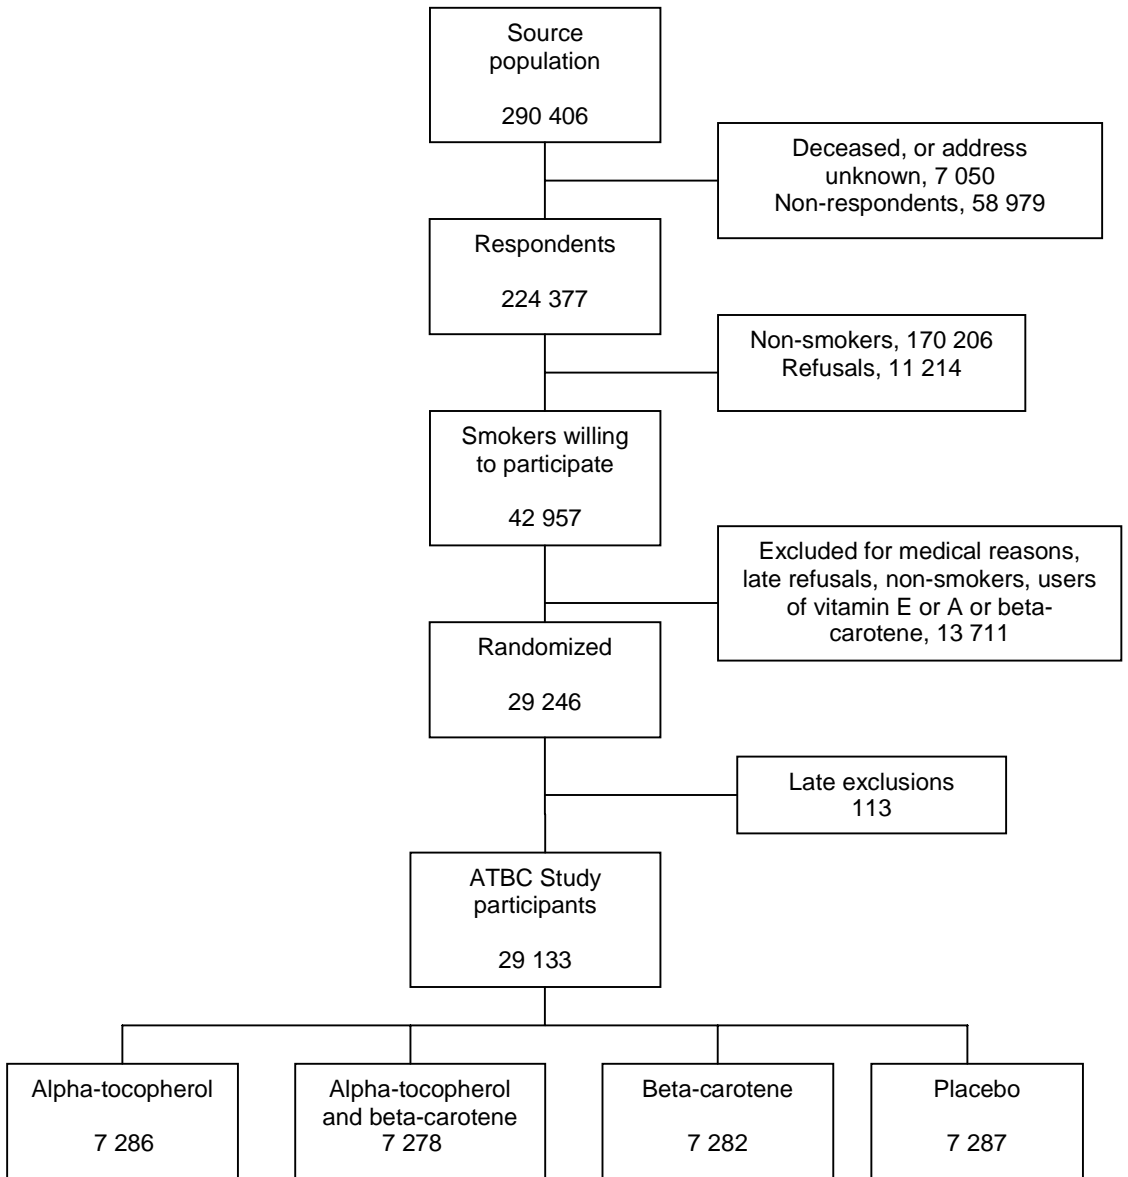 Source
population
290 406
Deceased, or address
unknown, 7 050
Non-respondents, 58 979
Respondents
224 377
Non-smokers, 170 206
Refusals, 11 214
Smokers willing
to participate
42 957
Excluded for medical reasons,
late refusals, non-smokers, users
of vitamin E or A or beta-
carotene, 13 711
Randomized
29 246
Late exclusions
113
ATBC Study
participants
29 133
Alpha-tocopherol
7 286
Alpha-tocopherol
and beta-carotene
7 278
Beta-carotene
7 282
Placebo
7 287